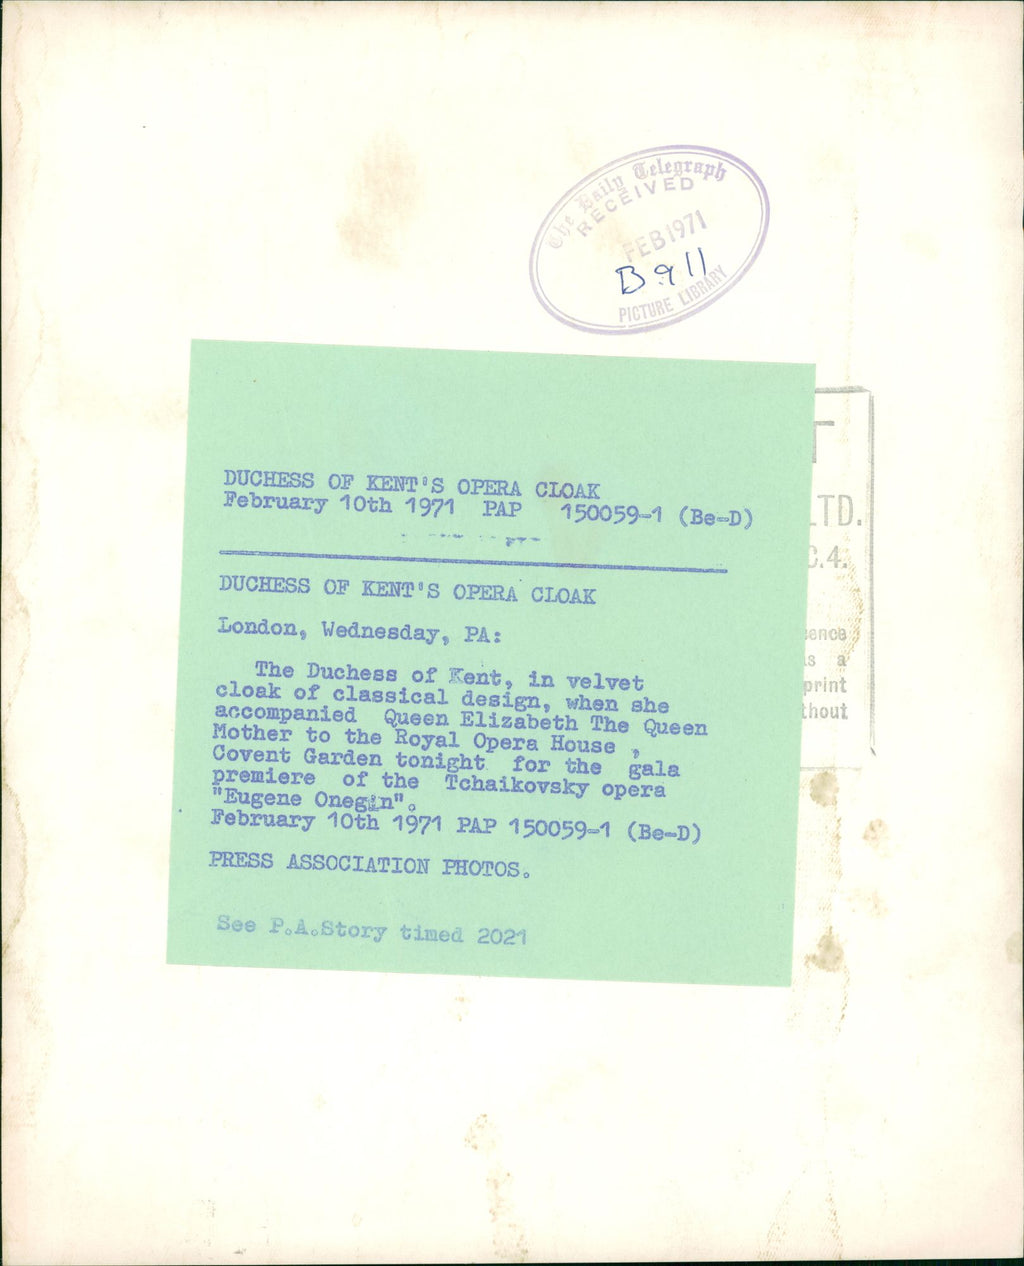 The Daily Telegraph
RECEIVED
FEB 1971
B911
PICTURE LIBRARY
DUCHESS OF KENT'S OPERA CLOAK
February 10th 1971 PAP 150059-1 (Be-D)
DUCHESS OF KENT'S OPERA CLOAK
London, Wednesday, PA:
The Duchess of Kent, in velvet
cloak of classical design, when she
accompanied Queen Elizabeth The Queen
Mother to the Royal Opera House ,
Covent Garden tonight for the gala
premiere of the Tchaikovsky opera
"Eugene Onegin".
February 10th 1971 PAP 150059-1 (Be-D)
PRESS ASSOCIATION PHOTOS.
See P.A.Story timed 2021
T
LTD.
C.4.
ence
is a
print
thout